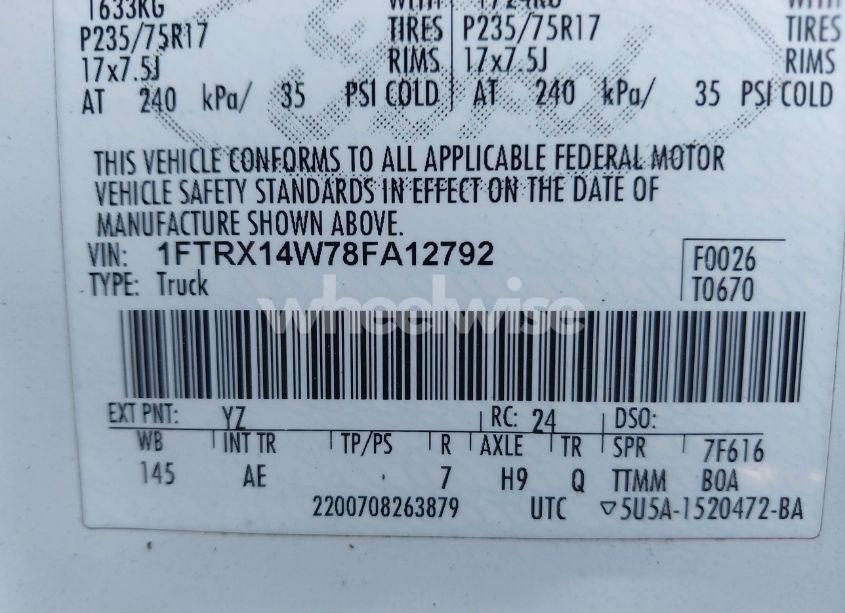 1633KG WITH 1724KG WITH
P235/75R17 TIRES P235/75R17 TIRES
17x7.5J RIMS 17x7.5J RIMS
AT 240 kPa/ 35 PSI COLD AT 240 kPa/ 35 PSI COLD
THIS VEHICLE CONFORMS TO ALL APPLICABLE FEDERAL MOTOR
VEHICLE SAFETY STANDARDS IN EFFECT ON THE DATE OF
MANUFACTURE SHOWN ABOVE.
VIN: 1FTRX14W78FA12792 F0026
TYPE: Truck T0670
wheelwise
EXT PNT: YZ RC: 24 DSO:
WB INT TR TP/PS R AXLE TR SPR 7F616
145 AE . 7 H9 Q TTMM BOA
2200708263879 UTC ▽5U5A-1520472-BA